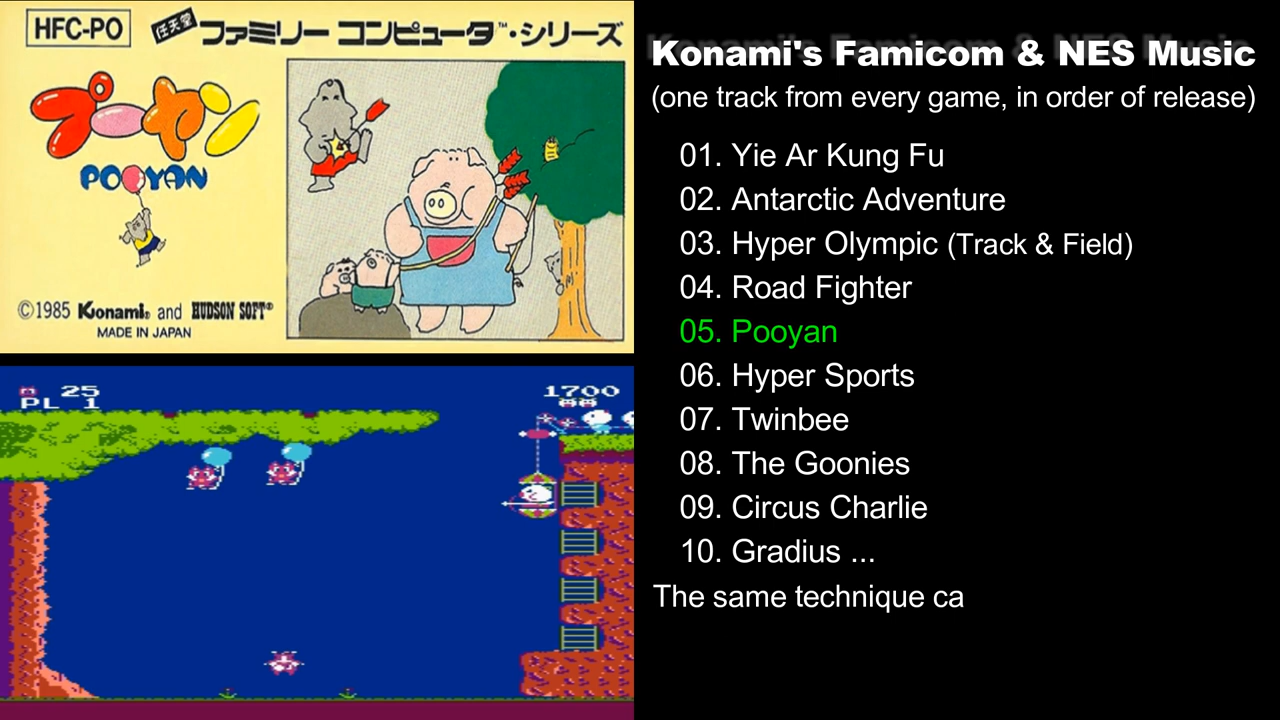 HFC-PO
任天堂 ファミリー コンピュータ™・シリーズ
プーヤン
POOYAN
©1985 Konami® and HUDSON SOFT®
MADE IN JAPAN
25
PL 1
1700
Konami's Famicom & NES Music
(one track from every game, in order of release)
01. Yie Ar Kung Fu
02. Antarctic Adventure
03. Hyper Olympic (Track & Field)
04. Road Fighter
05. Pooyan
06. Hyper Sports
07. Twinbee
08. The Goonies
09. Circus Charlie
10. Gradius ...
The same technique ca